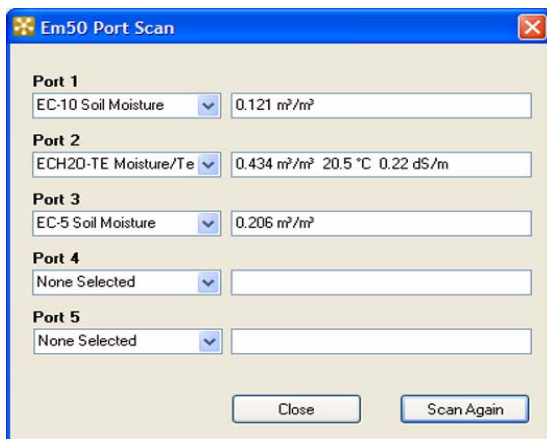 Em50 Port Scan
Port 1
EC-10 Soil Moisture 0.121 m³/m³
Port 2
ECH2O-TE Moisture/Te 0.434 m³/m³ 20.5 °C 0.22 dS/m
Port 3
EC-5 Soil Moisture 0.206 m³/m³
Port 4
None Selected
Port 5
None Selected
Close Scan Again